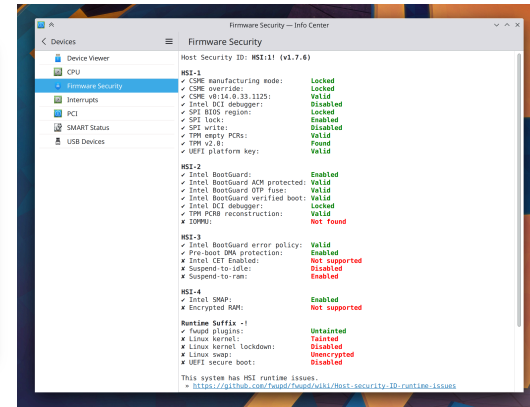 Firmware Security — Info Center
Devices
Firmware Security
Device Viewer
CPU
Firmware Security
Interrupts
PCI
SMART Status
USB Devices
Host Security ID: HSI:1! (v1.7.6)
HSI-1
✔ CSME manufacturing mode: Locked
✔ CSME override: Locked
✔ CSME v0:14.0.33.1125: Valid
✔ Intel DCI debugger: Disabled
✔ SPI BIOS region: Locked
✔ SPI lock: Enabled
✔ SPI write: Disabled
✔ TPM empty PCRs: Valid
✔ TPM v2.0: Found
✔ UEFI platform key: Valid
HSI-2
✔ Intel BootGuard: Enabled
✔ Intel BootGuard ACM protected: Valid
✔ Intel BootGuard OTP fuse: Valid
✔ Intel BootGuard verified boot: Valid
✔ Intel DCI debugger: Locked
✔ TPM PCR0 reconstruction: Valid
✘ IOMMU: Not found
HSI-3
✔ Intel BootGuard error policy: Valid
✔ Pre-boot DMA protection: Enabled
✘ Intel CET Enabled: Not supported
✘ Suspend-to-idle: Disabled
✘ Suspend-to-ram: Enabled
HSI-4
✔ Intel SMAP: Enabled
✘ Encrypted RAM: Not supported
Runtime Suffix -!
✔ fwupd plugins: Untainted
✘ Linux kernel: Tainted
✘ Linux kernel lockdown: Disabled
✘ Linux swap: Unencrypted
✘ UEFI secure boot: Disabled
This system has HSI runtime issues.
» https://github.com/fwupd/fwupd/wiki/Host-security-ID-runtime-issues